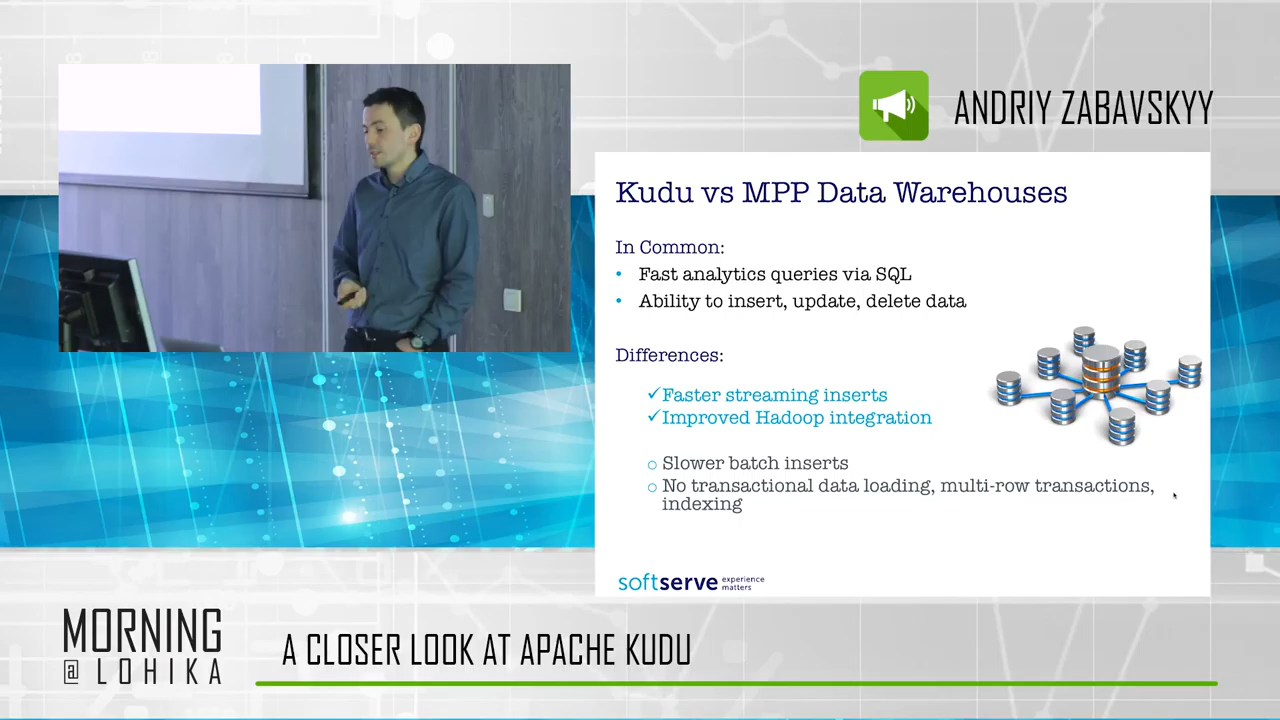 ANDRIY ZABAVSKYY
Kudu vs MPP Data Warehouses
In Common:
• Fast analytics queries via SQL
• Ability to insert, update, delete data
Differences:
✓Faster streaming inserts
✓Improved Hadoop integration
o Slower batch inserts
o No transactional data loading, multi-row transactions,
indexing
softserve experience
matters
MORNING
@ LOHIKA
A CLOSER LOOK AT APACHE KUDU